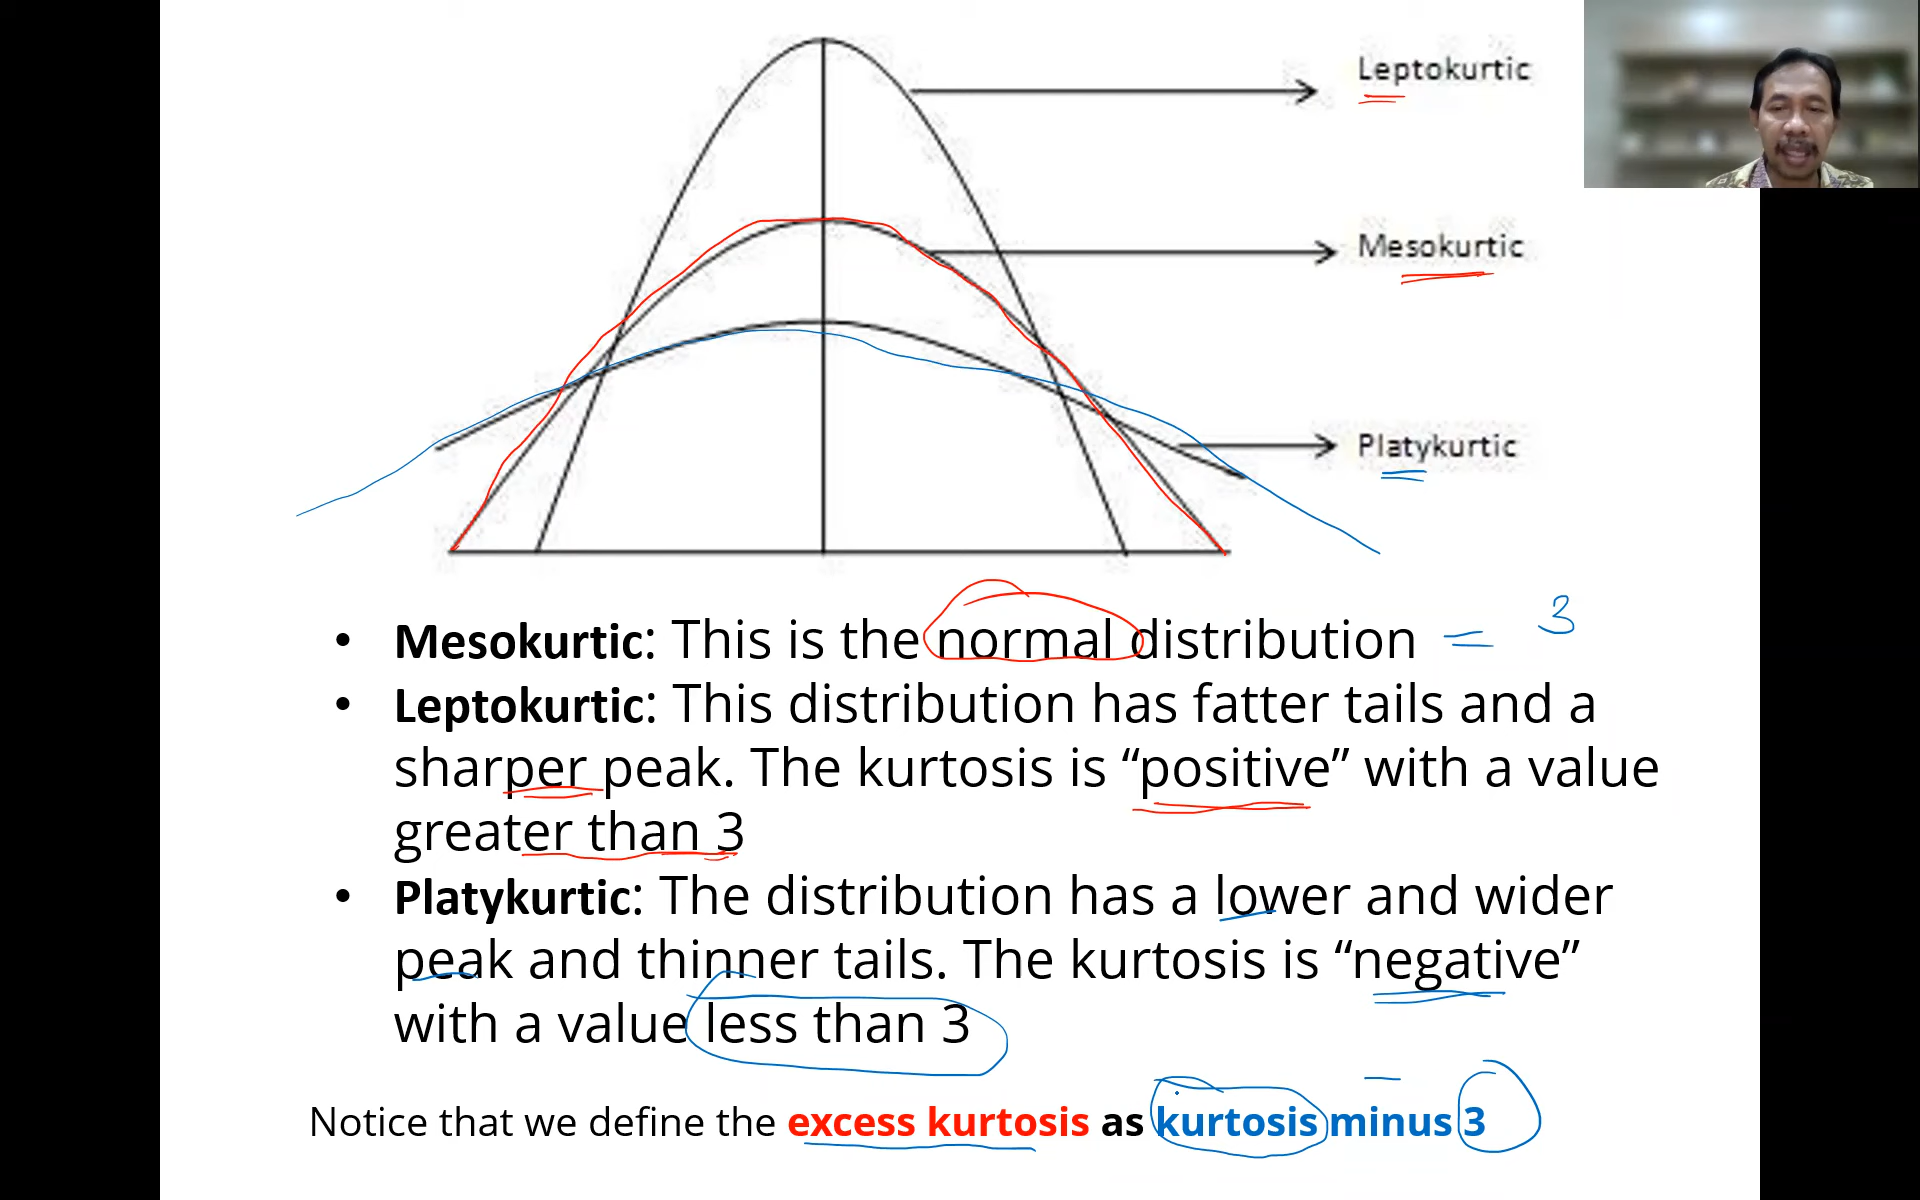 Leptokurtic
Mesokurtic
Platykurtic
• Mesokurtic: This is the normal distribution = 3
• Leptokurtic: This distribution has fatter tails and a
sharper peak. The kurtosis is “positive” with a value
greater than 3
• Platykurtic: The distribution has a lower and wider
peak and thinner tails. The kurtosis is “negative”
with a value less than 3
Notice that we define the excess kurtosis as kurtosis minus 3